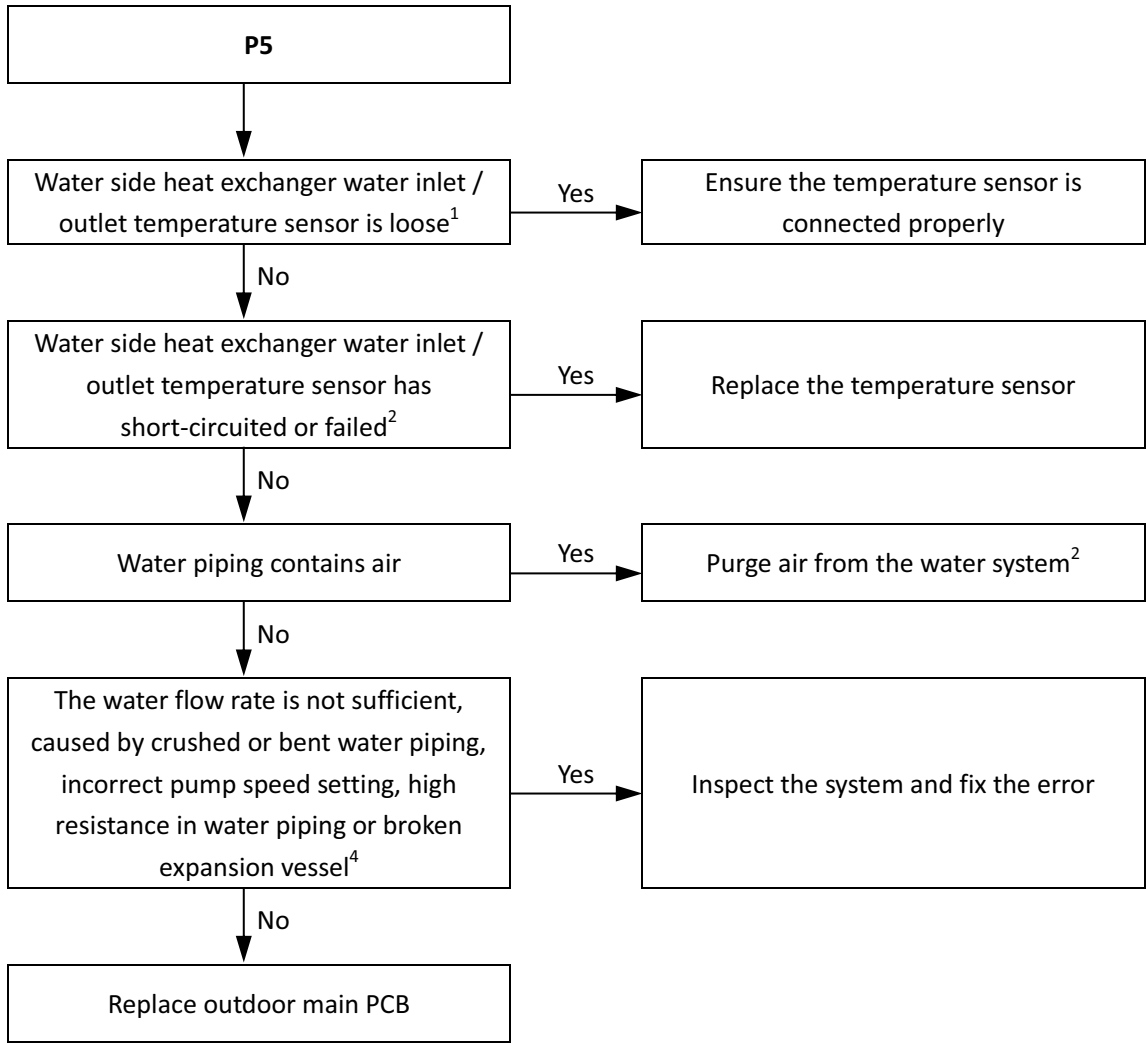 P5
Water side heat exchanger water inlet /
outlet temperature sensor is loose1
Yes
Ensure the temperature sensor is
connected properly
No
Water side heat exchanger water inlet /
outlet temperature sensor has
short-circuited or failed2
Yes
Replace the temperature sensor
No
Water piping contains air
Yes
Purge air from the water system2
No
The water flow rate is not sufficient,
caused by crushed or bent water piping,
incorrect pump speed setting, high
resistance in water piping or broken
expansion vessel4
Yes
Inspect the system and fix the error
No
Replace outdoor main PCB